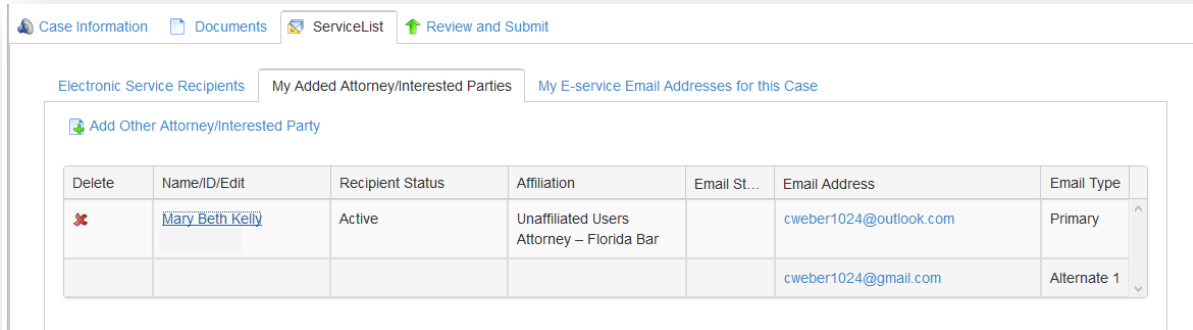 Case Information Documents ServiceList Review and Submit
Electronic Service Recipients My Added Attorney/Interested Parties My E-service Email Addresses for this Case
Add Other Attorney/Interested Party
Delete Name/ID/Edit Recipient Status Affiliation Email St... Email Address Email Type
Mary Beth Kelly Active Unaffiliated Users cweber1024@outlook.com Primary
Attorney – Florida Bar
cweber1024@gmail.com Alternate 1